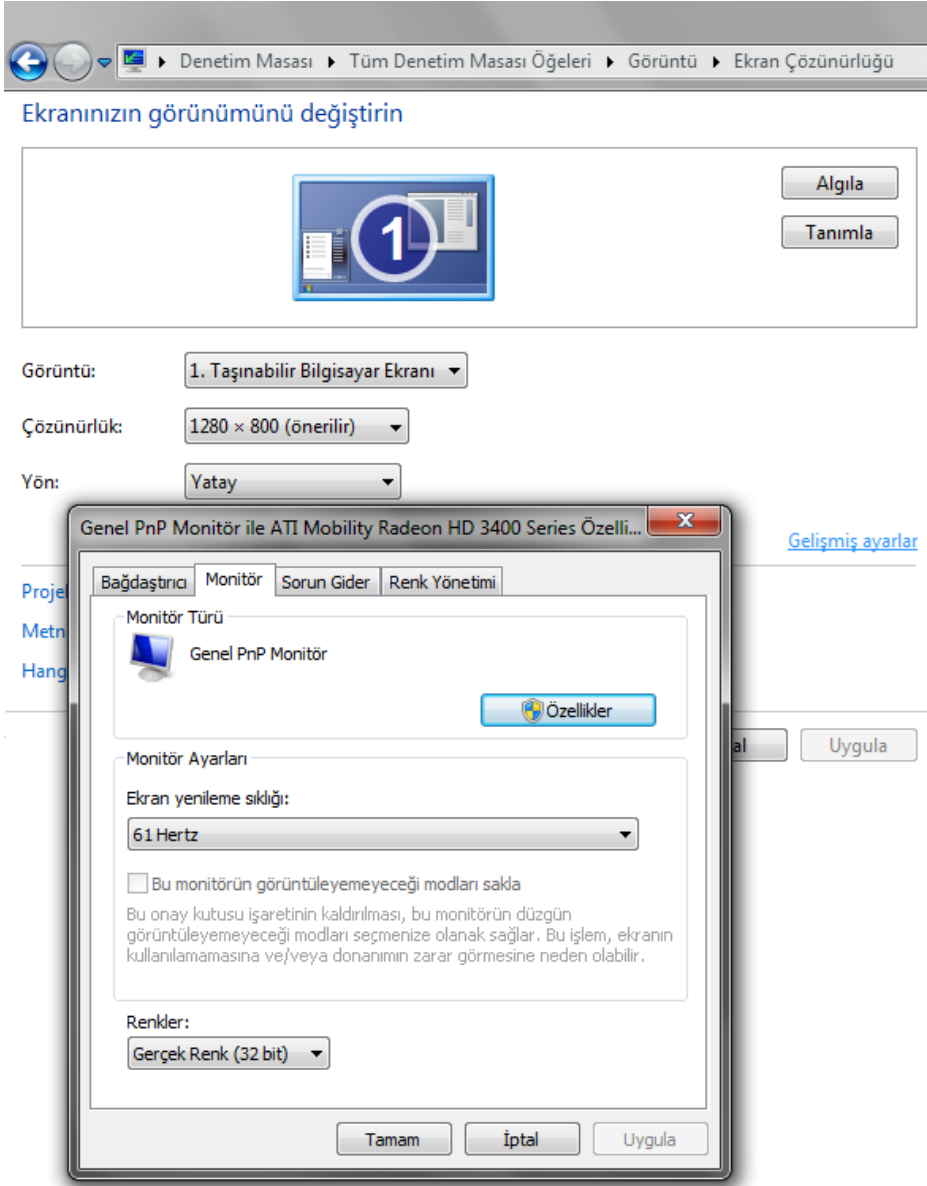 Denetim Masası Tüm Denetim Masası Öğeleri Görüntü Ekran Çözünürlüğü
Ekranınızın görünümünü değiştirin
1
Algıla
Tanımla
Görüntü: 1. Taşınabilir Bilgisayar Ekranı
Çözünürlük: 1280 × 800 (önerilir)
Yön: Yatay
Genel PnP Monitör ile ATI Mobility Radeon HD 3400 Series Özelli...
Gelişmiş ayarlar
Bağdaştırıcı Monitör Sorun Gider Renk Yönetimi
Projel
Metn
Hang
Monitör Türü
Genel PnP Monitör
Özellikler
al Uygula
Monitör Ayarları
Ekran yenileme sıklığı:
61 Hertz
Bu monitörün görüntüleyemeyeceği modları sakla
Bu onay kutusu işaretinin kaldırılması, bu monitörün düzgün
görüntüleyemeyeceği modları seçmenize olanak sağlar. Bu işlem, ekranın
kullanılamamasına ve/veya donanımın zarar görmesine neden olabilir.
Renkler:
Gerçek Renk (32 bit)
Tamam İptal Uygula